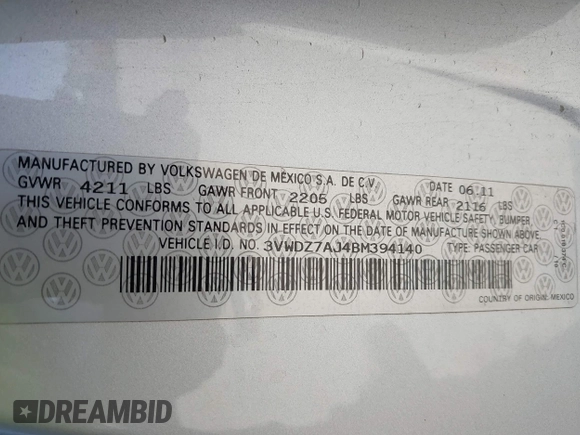 MANUFACTURED BY VOLKSWAGEN DE MEXICO S.A. DE C.V. DATE 06.11
GVWR 4211 LBS GAWR FRONT 2205 LBS GAWR REAR 2116 LBS
THIS VEHICLE CONFORMS TO ALL APPLICABLE U.S. FEDERAL MOTOR VEHICLE SAFETY, BUMPER
AND THEFT PREVENTION STANDARDS IN EFFECT ON THE DATE OF MANUFACTURE SHOWN ABOVE.
VEHICLE I.D. NO. 3VWDZ7AJ4BM394140 TYPE: PASSENGER CAR
COUNTRY OF ORIGIN: MEXICO
DREAMBID